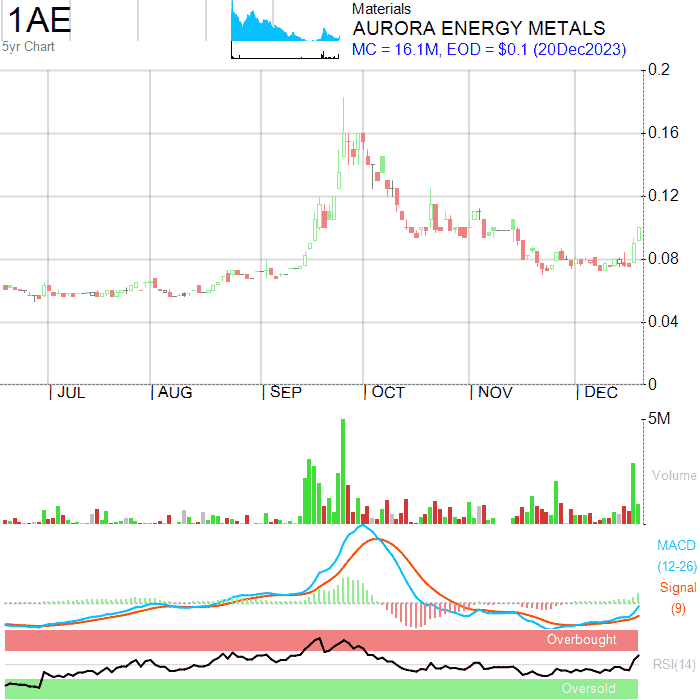 1AE
5yr Chart
Materials
AURORA ENERGY METALS
MC = 16.1M, EOD = $0.1 (20Dec2023)
0.2
0.16
0.12
0.08
0.04
0
JUL
AUG
SEP
OCT
NOV
DEC
5M
Volume
MACD
(12-26)
Signal
(9)
Overbought
RSI(14)
Oversold